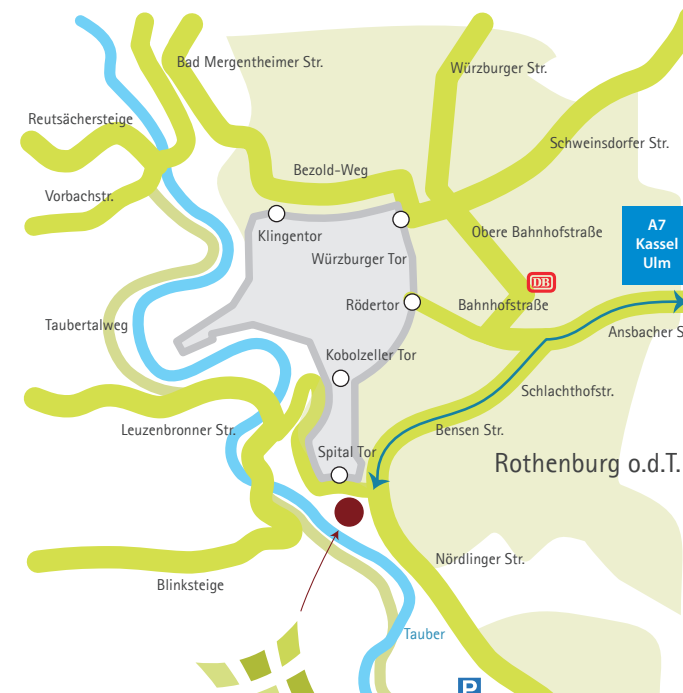 Bad Mergentheimer Str.
Würzburger Str.
Reutsächersteige
Schweinsdorfer Str.
Bezold-Weg
Vorbachstr.
A7
Kassel
Ulm
Klingentor
Obere Bahnhofstraße
Würzburger Tor
DB
Rödertor
Bahnhofstraße
Taubertalweg
Ansbacher S
Kobolzeller Tor
Schlachthofstr.
Leuzenbronner Str.
Bensen Str.
Spital Tor
Rothenburg o.d.T.
Nördlinger Str.
Blinksteige
Tauber
P